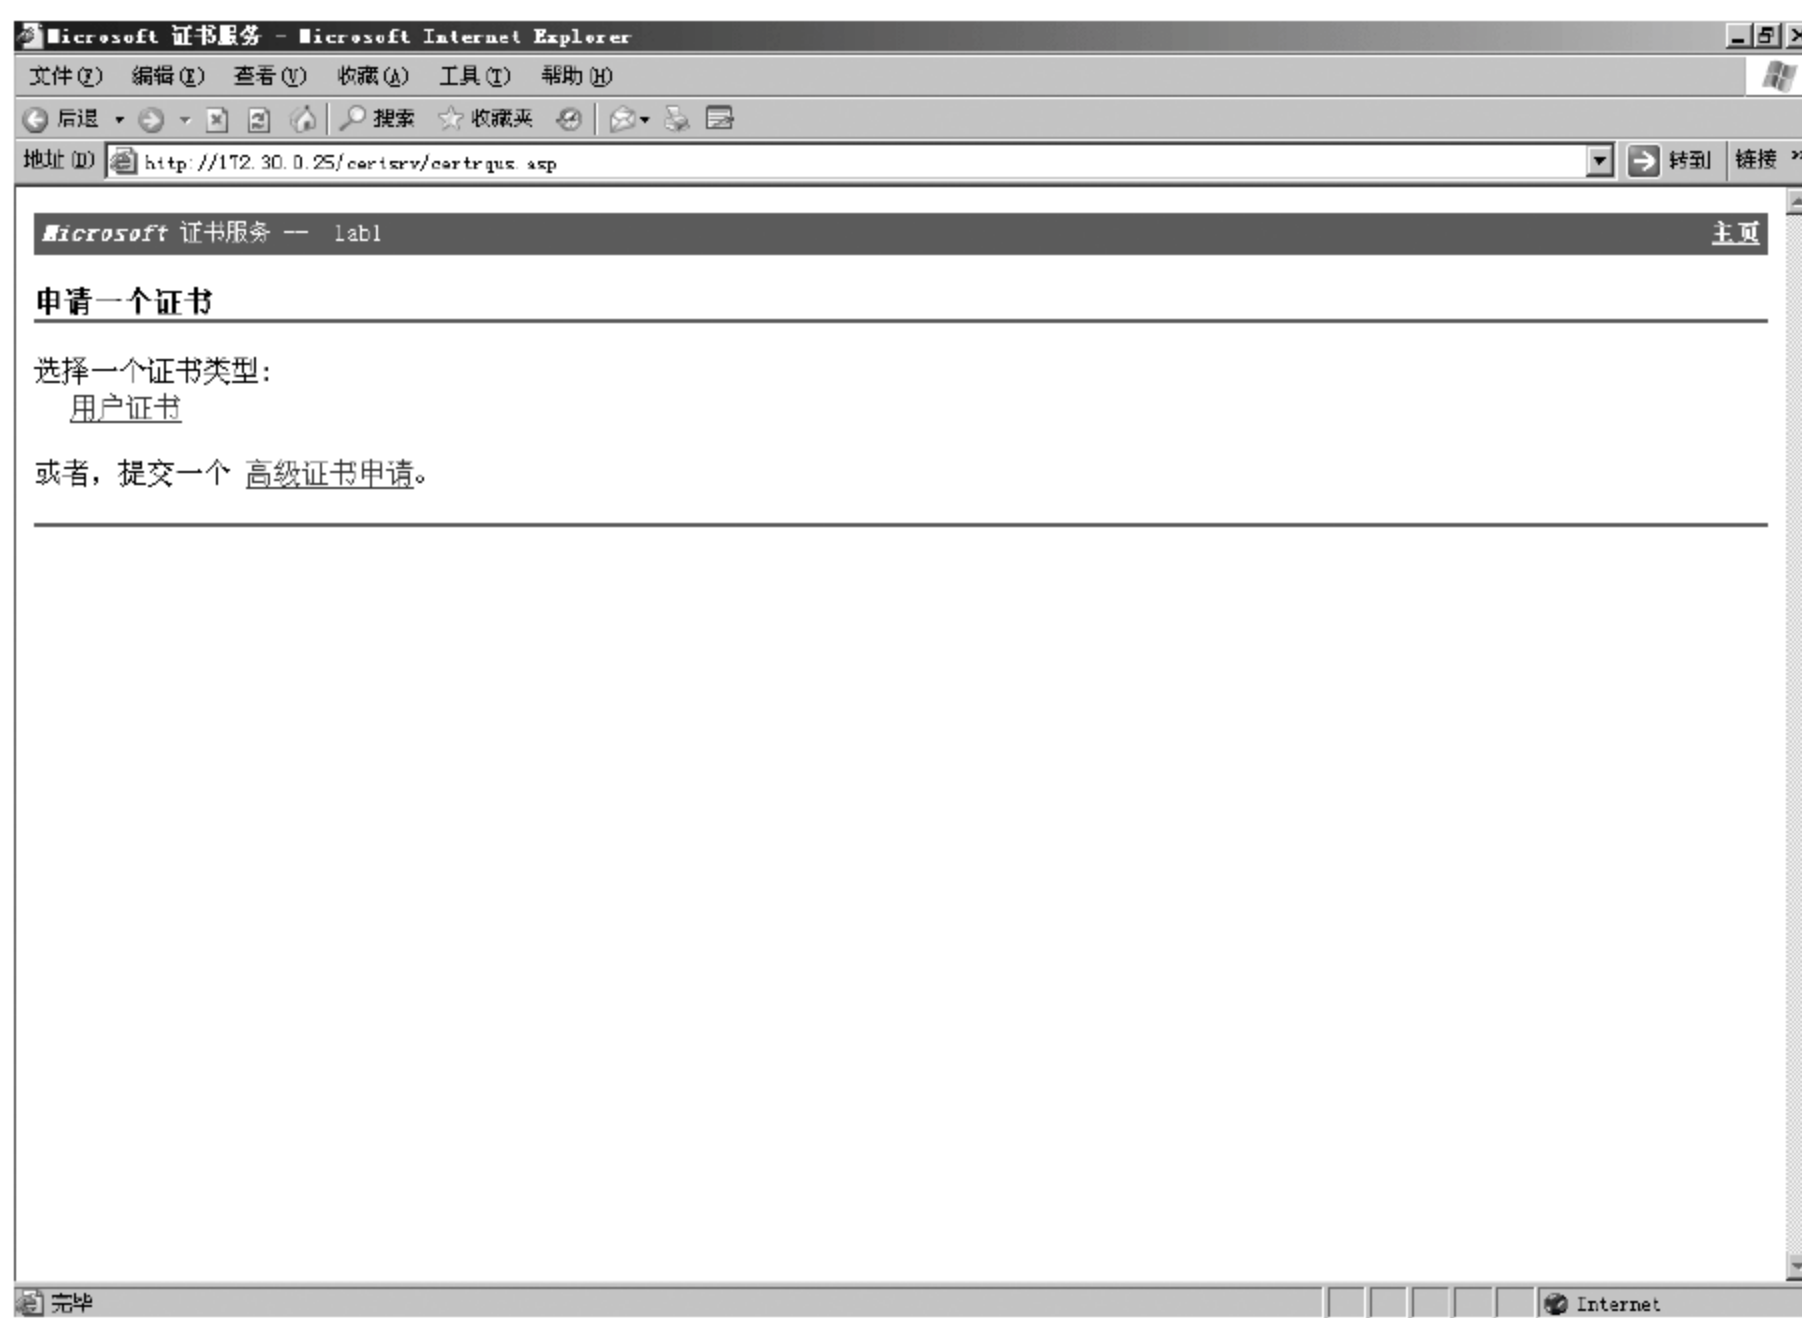 Microsoft 证书服务 - Microsoft Internet Explorer
文件(F) 编辑(E) 查看(V) 收藏(A) 工具(T) 帮助(H)
后退 搜索 收藏夹
地址(D) http://172.30.0.25/certsrv/certrqus.asp 转到 链接 »
Microsoft 证书服务 -- lab1 主页
申请一个证书
选择一个证书类型:
用户证书
或者，提交一个 高级证书申请。
完毕 Internet